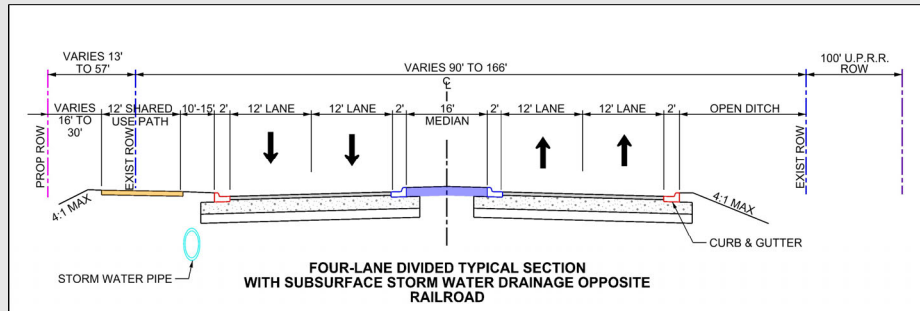 VARIES 13'
TO 57'
VARIES 90' TO 166'
100' U.P.R.R.
ROW
℄
VARIES
16' TO
30'
12' SHARED
USE PATH
10'-15'
2'
12' LANE
12' LANE
2'
16'
MEDIAN
2'
12' LANE
12' LANE
2'
OPEN DITCH
PROP ROW
EXIST ROW
EXIST ROW
4:1 MAX
4:1 MAX
CURB & GUTTER
STORM WATER PIPE
FOUR-LANE DIVIDED TYPICAL SECTION
WITH SUBSURFACE STORM WATER DRAINAGE OPPOSITE
RAILROAD